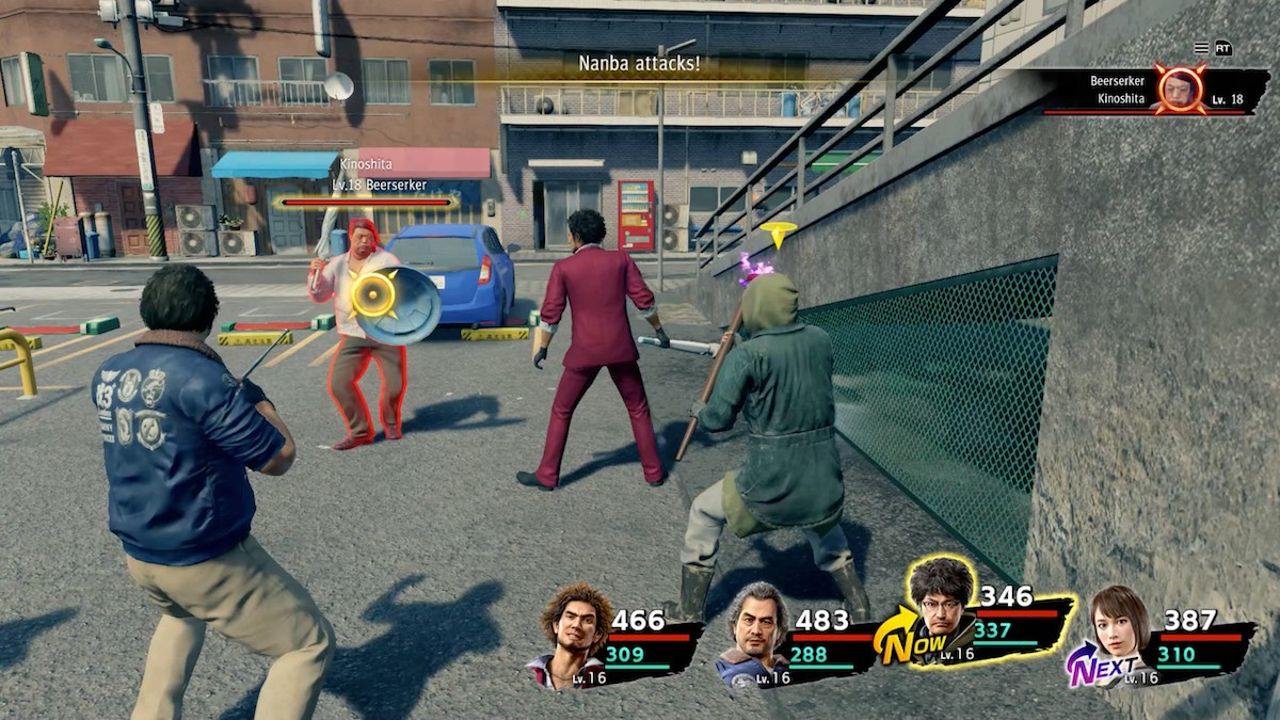 Nanba attacks!
RT
Beerserker
Kinoshita
Lv. 18
Kinoshita
Lv.18 Beerserker
466
309
Lv.16
483
288
Lv.16
346
337
NOW
Lv.16
387
310
NEXT
Lv.16